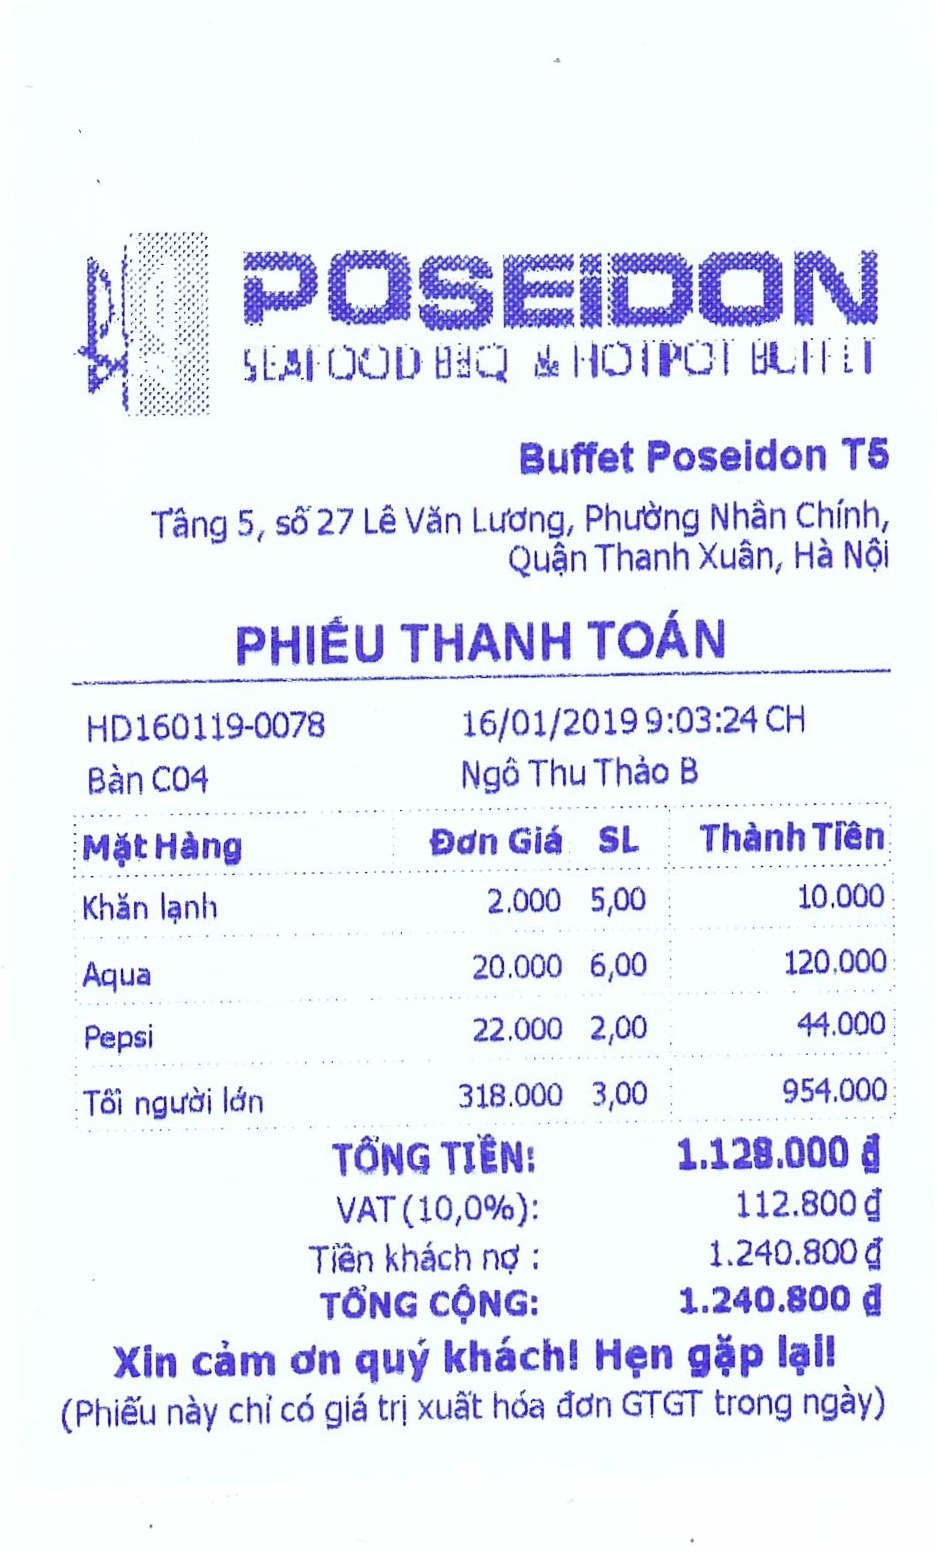 POSEIDON
SEAFOOD BBQ & HOTPOT BUFFET
Buffet Poseidon T5
Tầng 5, số 27 Lê Văn Lương, Phường Nhân Chính,
Quận Thanh Xuân, Hà Nội
PHIẾU THANH TOÁN
HD160119-0078 16/01/2019 9:03:24 CH
Bàn C04 Ngô Thu Thảo B
Mặt Hàng Đơn Giá SL Thành Tiền
Khăn lạnh 2.000 5,00 10.000
Aqua 20.000 6,00 120.000
Pepsi 22.000 2,00 44.000
Tối người lớn 318.000 3,00 954.000
TỔNG TIỀN: 1.128.000 ₫
VAT (10,0%): 112.800 ₫
Tiền khách nợ : 1.240.800 ₫
TỔNG CỘNG: 1.240.800 ₫
Xin cảm ơn quý khách! Hẹn gặp lại!
(Phiếu này chỉ có giá trị xuất hóa đơn GTGT trong ngày)